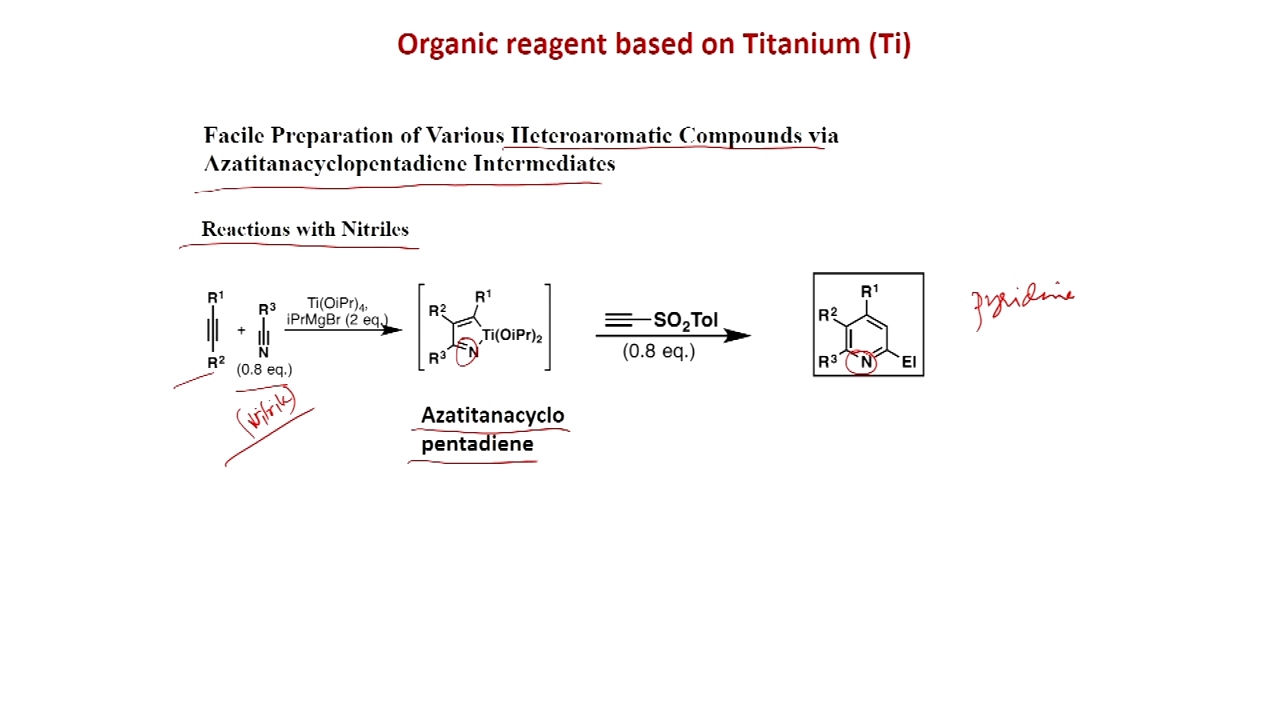 Organic reagent based on Titanium (Ti)
Facile Preparation of Various Heteroaromatic Compounds via
Azatitanacyclopentadiene Intermediates
Reactions with Nitriles
R¹
R²
+
R³
N
(0.8 eq.)
(Nitrile)
Ti(OiPr)₄,
iPrMgBr (2 eq.)
R²
R¹
R³
N
Ti(OiPr)₂
Azatitanacyclo
pentadiene
SO₂Tol
(0.8 eq.)
R¹
R²
R³
N
El
Pyridine